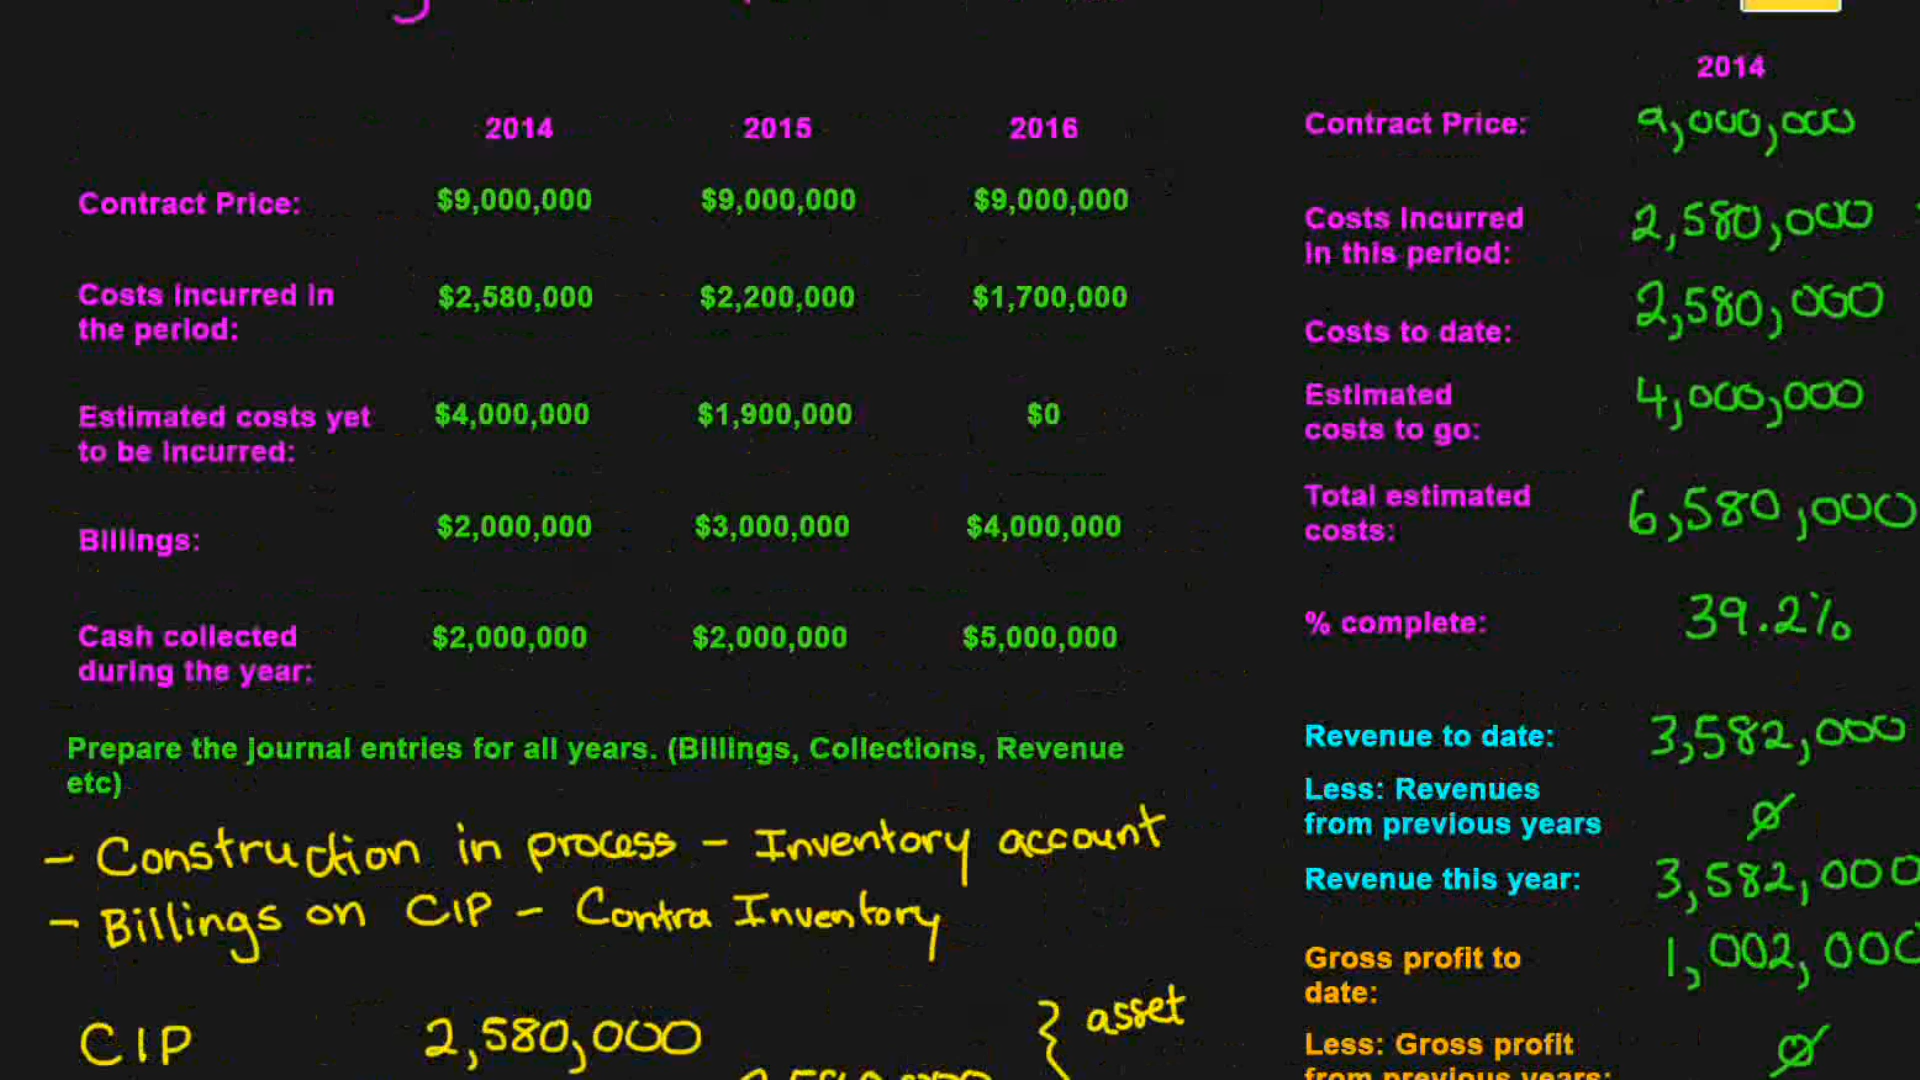 2014 2015 2016
Contract Price: $9,000,000 $9,000,000 $9,000,000
Costs incurred in
the period: $2,580,000 $2,200,000 $1,700,000
Estimated costs yet
to be incurred: $4,000,000 $1,900,000 $0
Billings: $2,000,000 $3,000,000 $4,000,000
Cash collected
during the year: $2,000,000 $2,000,000 $5,000,000
Prepare the journal entries for all years. (Billings, Collections, Revenue
etc)
- Construction in process - Inventory account
- Billings on CIP - Contra Inventory
CIP 2,580,000
} asset
2014
Contract Price: 9,000,000
Costs incurred
in this period: 2,580,000
Costs to date: 2,580,000
Estimated
costs to go: 4,000,000
Total estimated
costs: 6,580,000
% complete: 39.2%
Revenue to date: 3,582,000
Less: Revenues
from previous years ø
Revenue this year: 3,582,000
Gross profit to
date: 1,002,000
Less: Gross profit ø
from previous years: